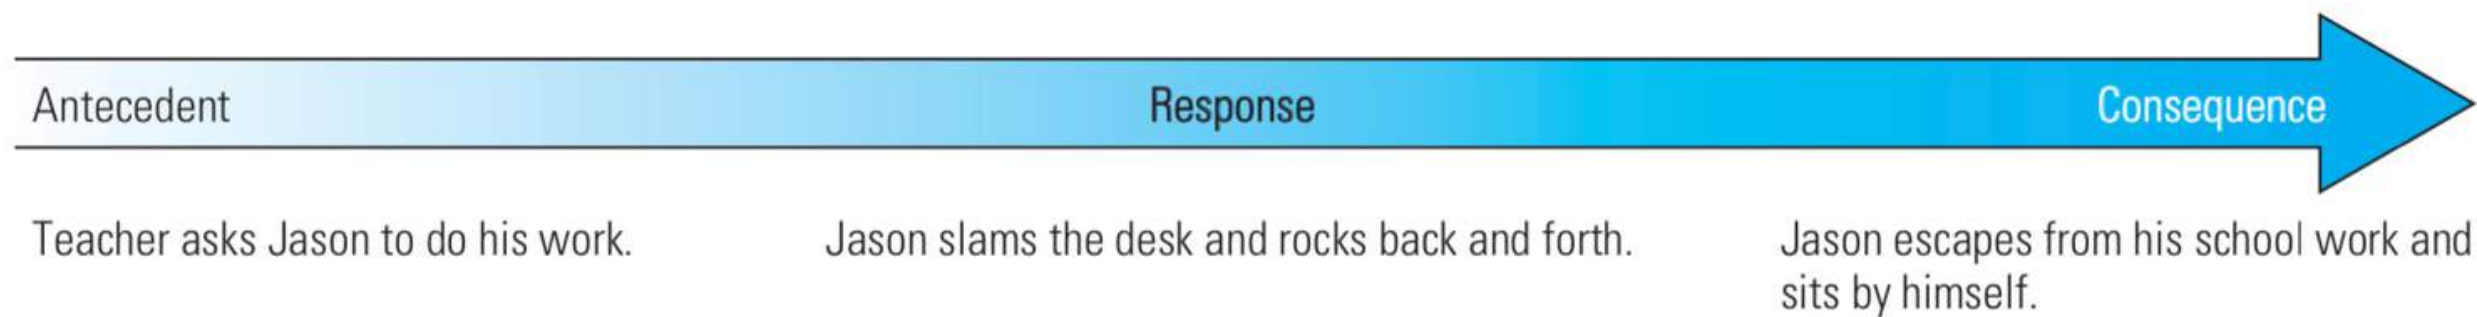 Antecedent
Response
Consequence
Teacher asks Jason to do his work.
Jason slams the desk and rocks back and forth.
Jason escapes from his school work and
sits by himself.